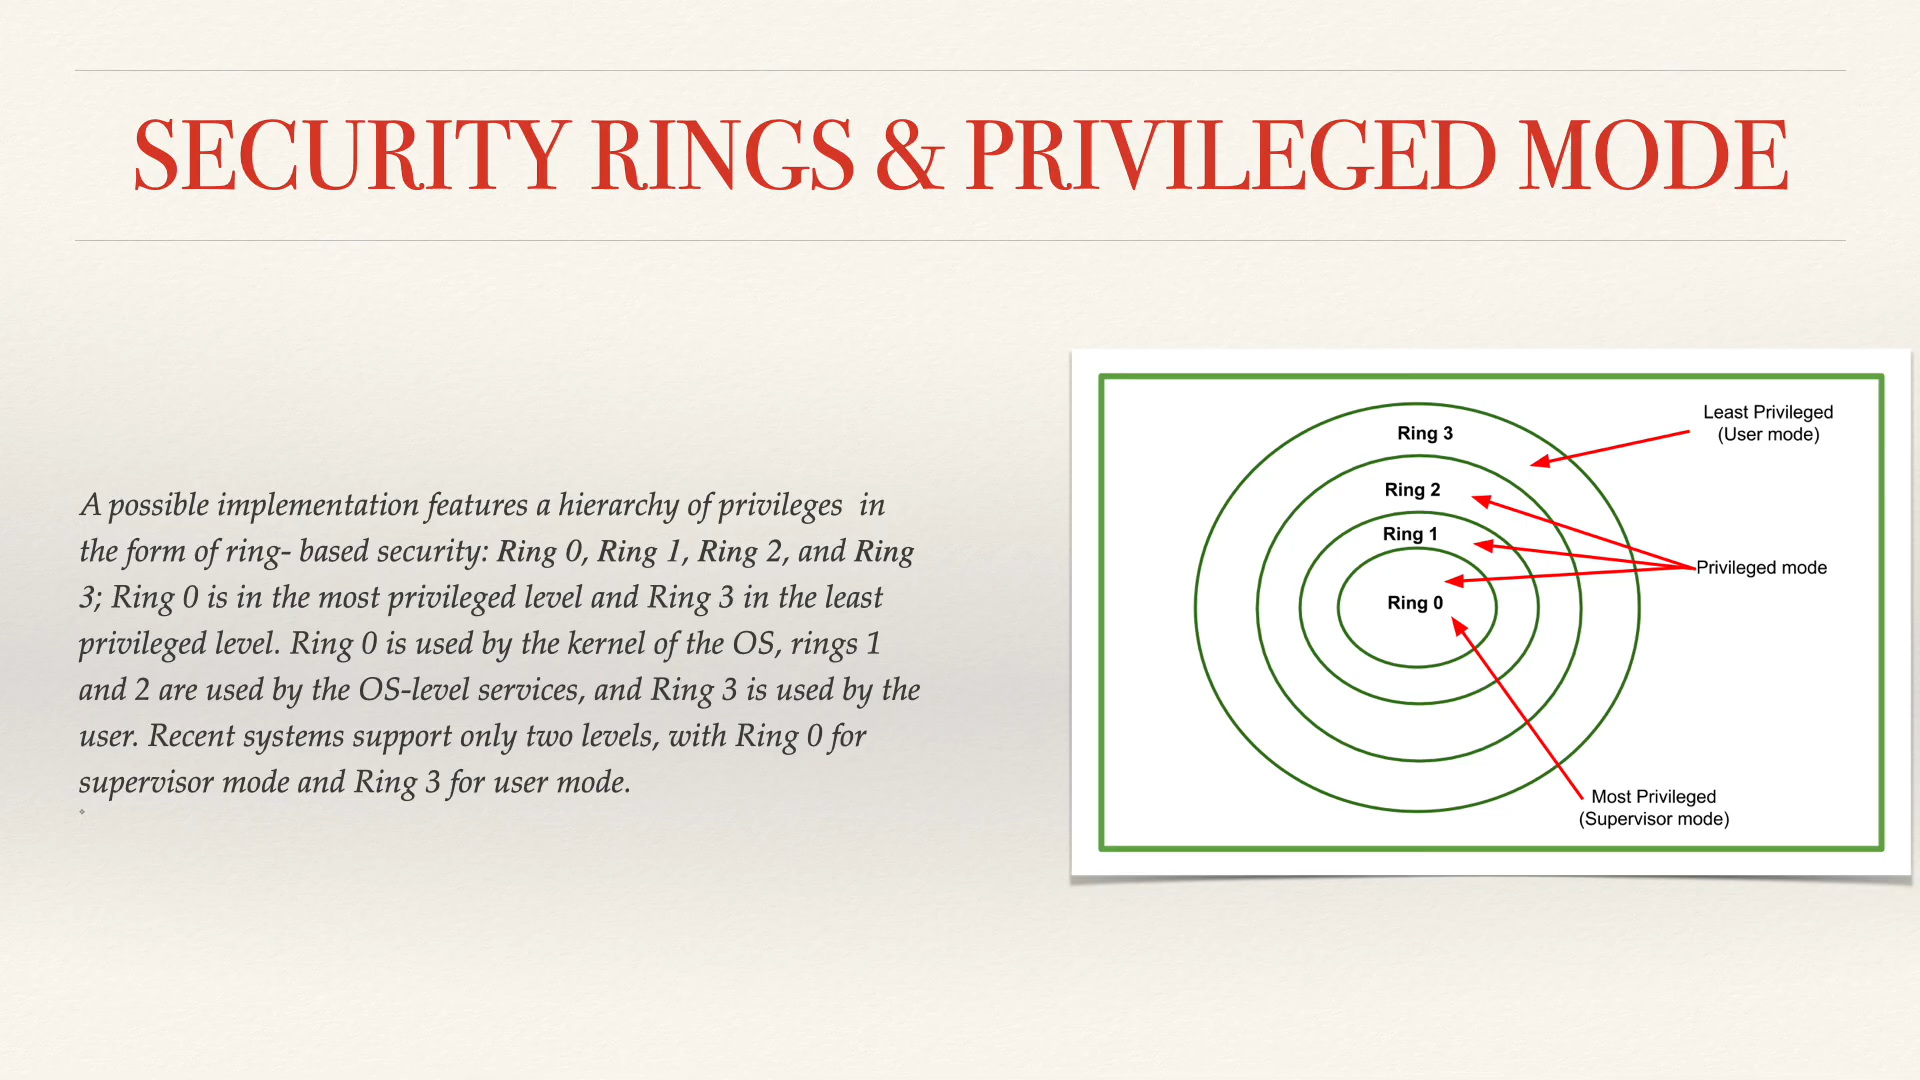 SECURITY RINGS & PRIVILEGED MODE
A possible implementation features a hierarchy of privileges  in
the form of ring- based security: Ring 0, Ring 1, Ring 2, and Ring
3; Ring 0 is in the most privileged level and Ring 3 in the least
privileged level. Ring 0 is used by the kernel of the OS, rings 1
and 2 are used by the OS-level services, and Ring 3 is used by the
user. Recent systems support only two levels, with Ring 0 for
supervisor mode and Ring 3 for user mode.
Least Privileged
(User mode)
Ring 3
Ring 2
Ring 1
Privileged mode
Ring 0
Most Privileged
(Supervisor mode)